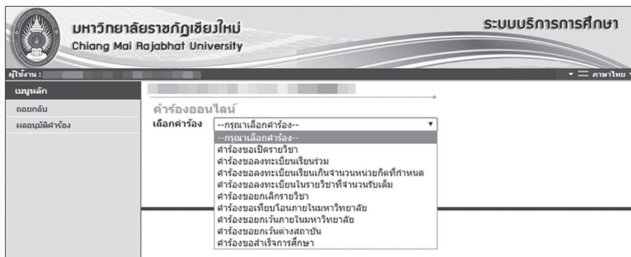 มหาวิทยาลัยราชภัฏเชียงใหม่
Chiang Mai Rajabhat University
ระบบบริการการศึกษา
ผู้ใช้งาน :
ภาษาไทย
เมนูหลัก
ถอยกลับ
ผลอนุมัติคำร้อง
คำร้องออนไลน์
เลือกคำร้อง --กรุณาเลือกคำร้อง--
--กรุณาเลือกคำร้อง--
คำร้องขอเปิดรายวิชา
คำร้องขอลงทะเบียนเรียนร่วม
คำร้องขอลงทะเบียนเรียนเกินจำนวนหน่วยกิตที่กำหนด
คำร้องขอลงทะเบียนในรายวิชาที่จำนวนรับเต็ม
คำร้องขอยกเลิกรายวิชา
คำร้องขอเทียบโอนภายในมหาวิทยาลัย
คำร้องขอยกเว้นภายในมหาวิทยาลัย
คำร้องขอยกเว้นต่างสถาบัน
คำร้องขอสำเร็จการศึกษา